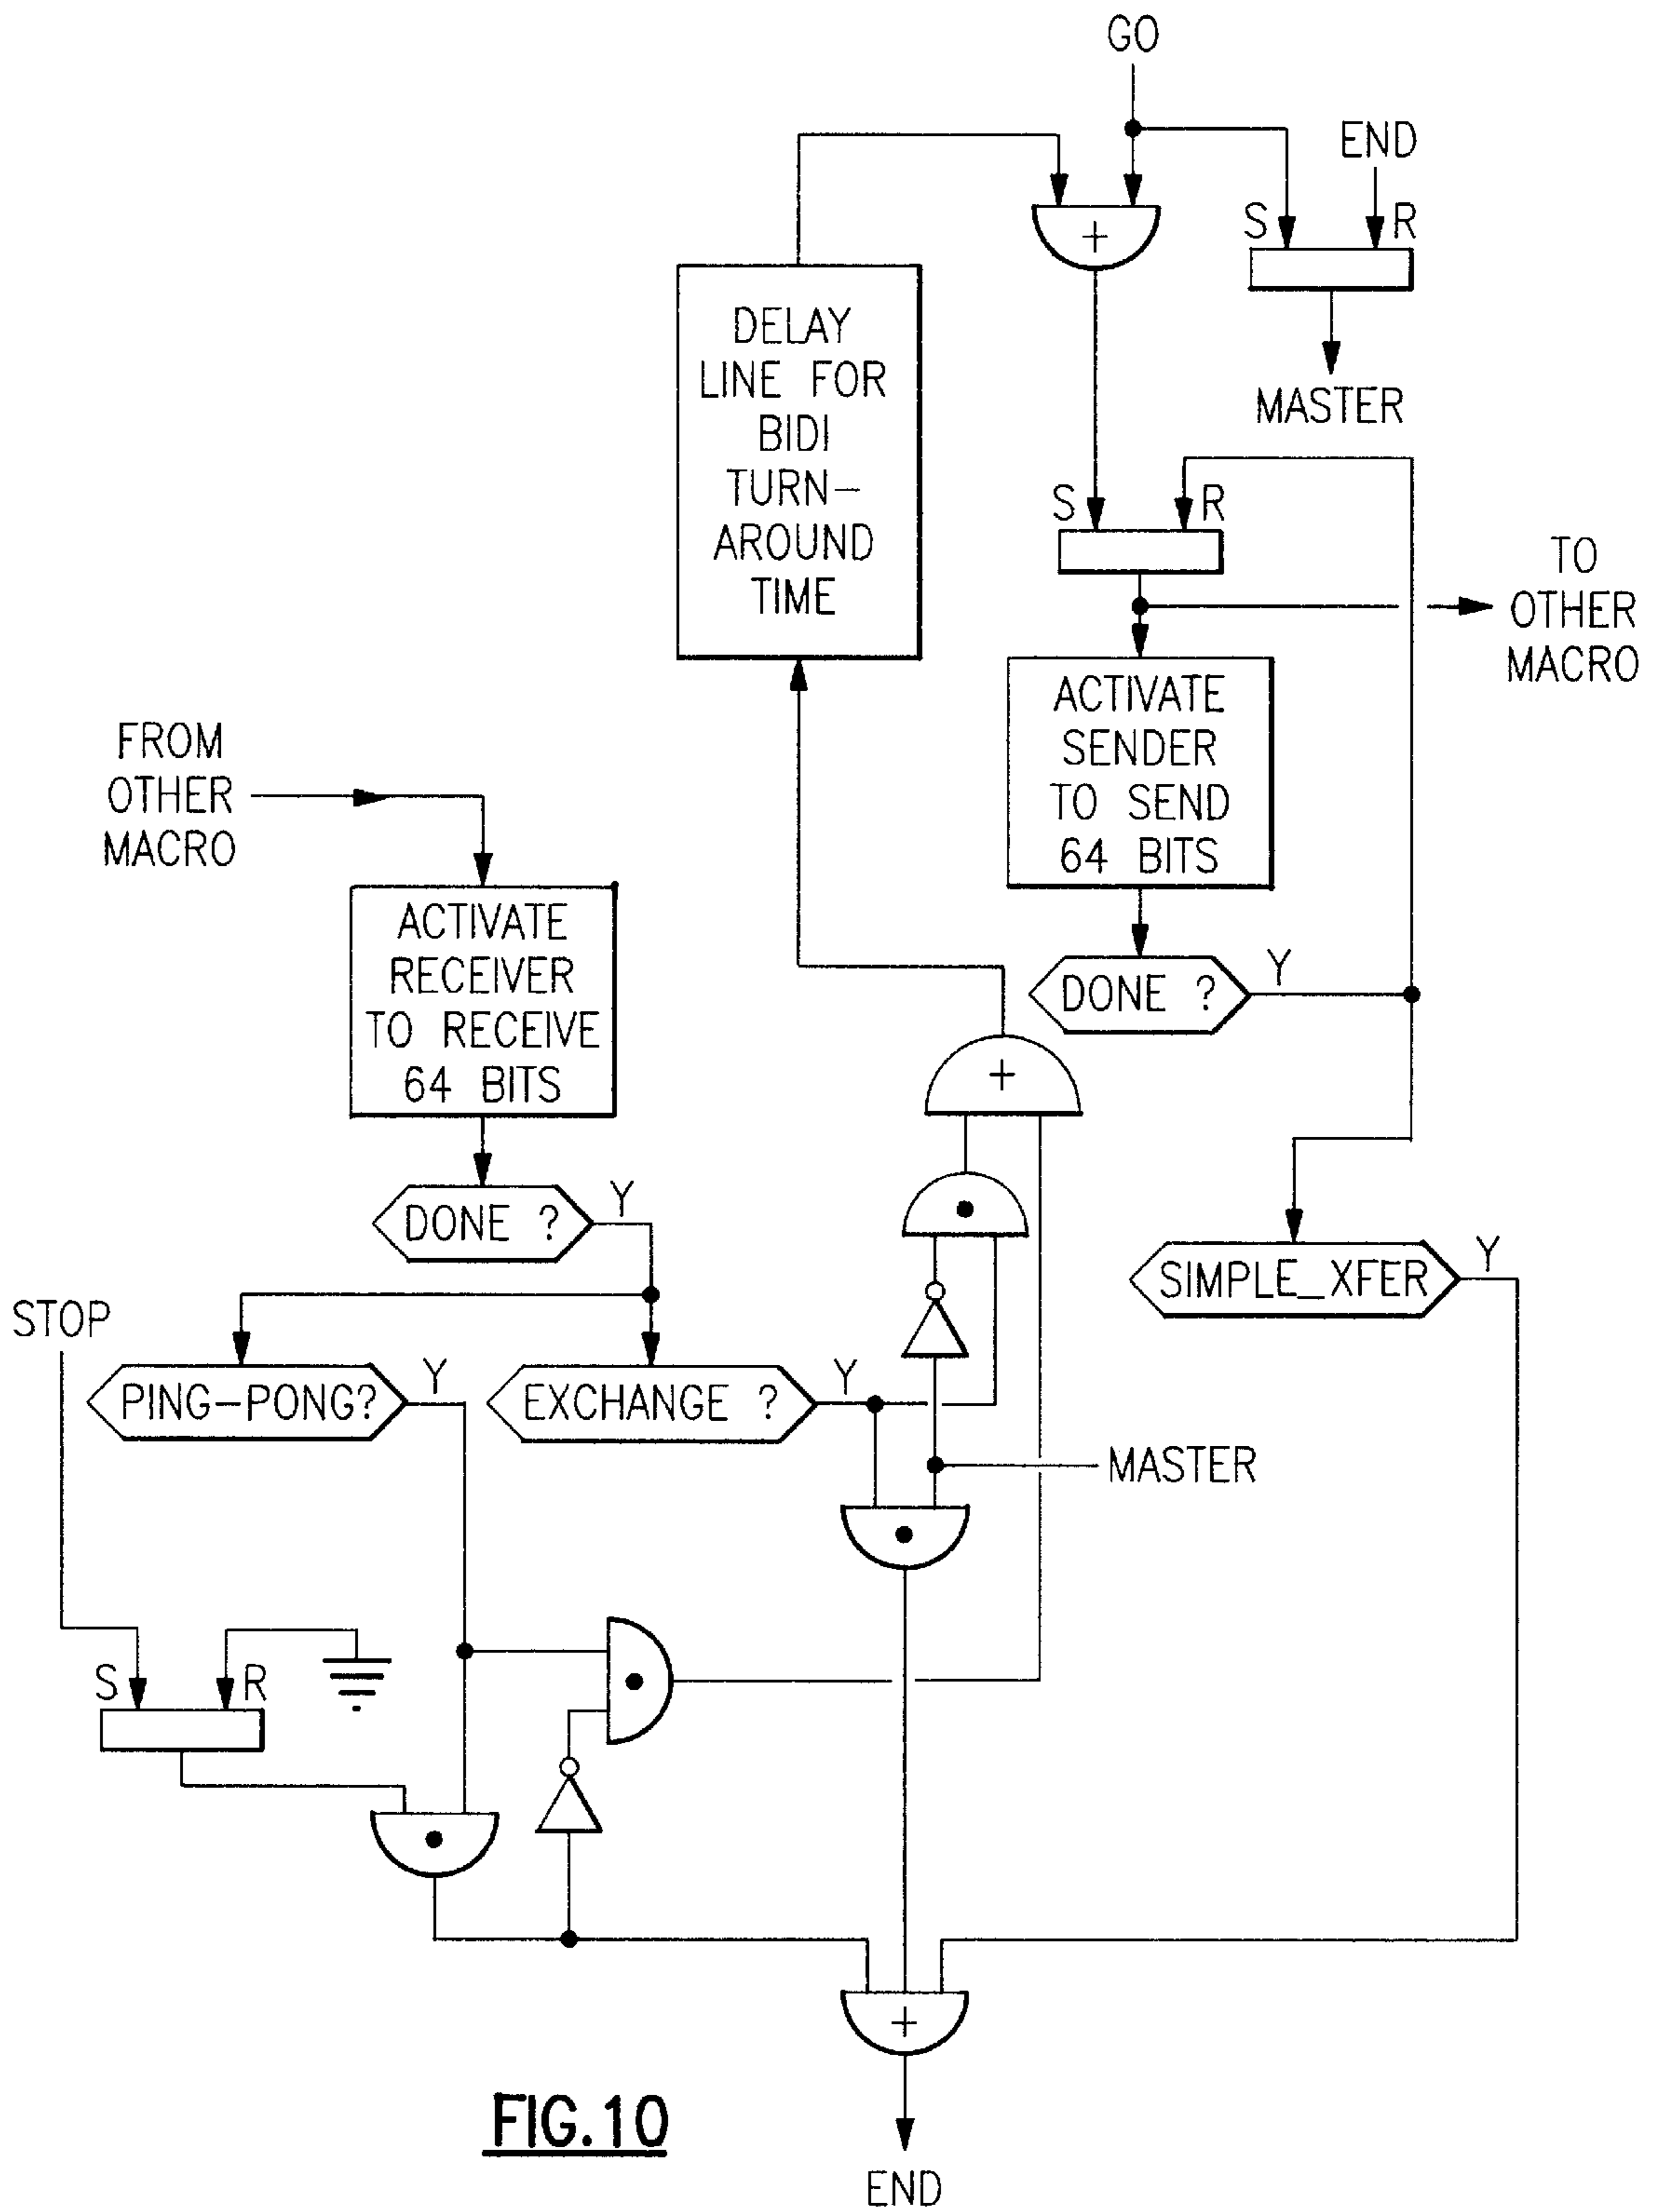 GO
END
S
R
+
MASTER
DELAY
LINE FOR
BIDI
TURN-
AROUND
TIME
S
R
TO
OTHER
MACRO
ACTIVATE
SENDER
TO SEND
64 BITS
FROM
OTHER
MACRO
ACTIVATE
RECEIVER
TO RECEIVE
64 BITS
DONE ?
Y
+
DONE ?
Y
SIMPLE_XFER
Y
STOP
PING-PONG?
Y
EXCHANGE ?
Y
MASTER
S
R
+
END
FIG.10